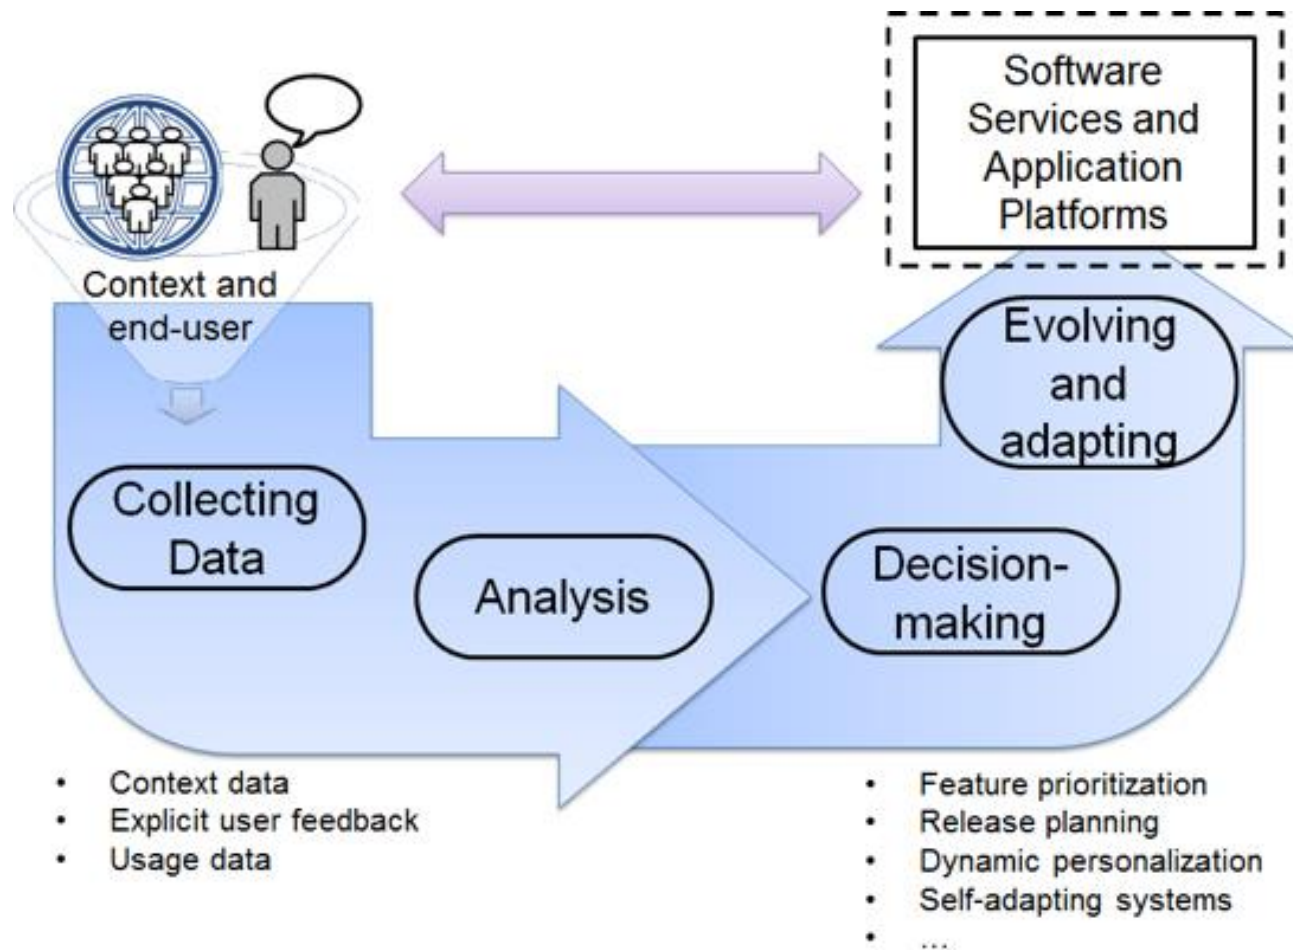 Software
Services and
Application
Platforms
Context and
end-user
Evolving
and
adapting
Collecting
Data
Analysis
Decision-
making
• Context data
• Explicit user feedback
• Usage data
• Feature prioritization
• Release planning
• Dynamic personalization
• Self-adapting systems
• ...